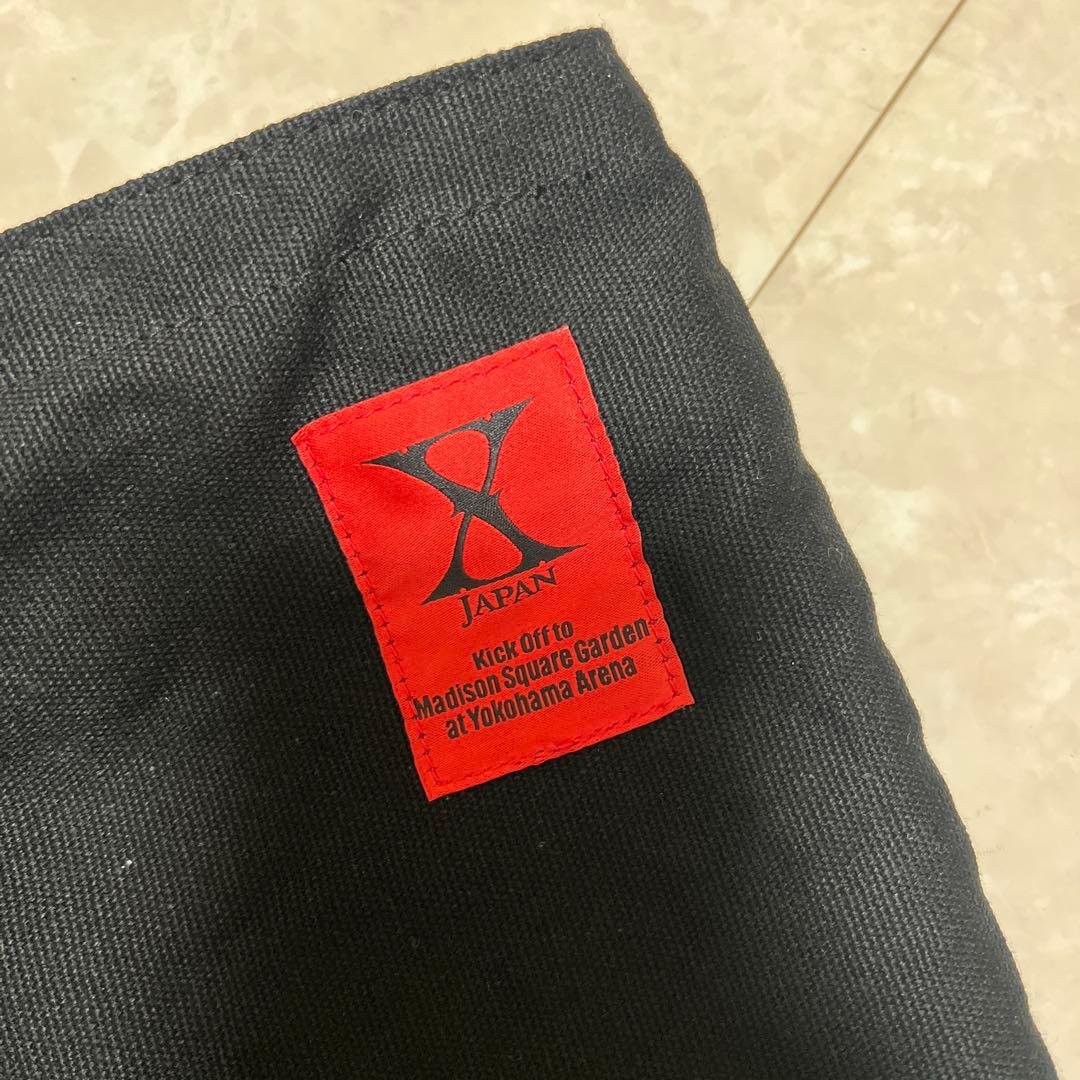 X
JAPAN
Kick Off to
Madison Square Garden
at Yokohama Arena